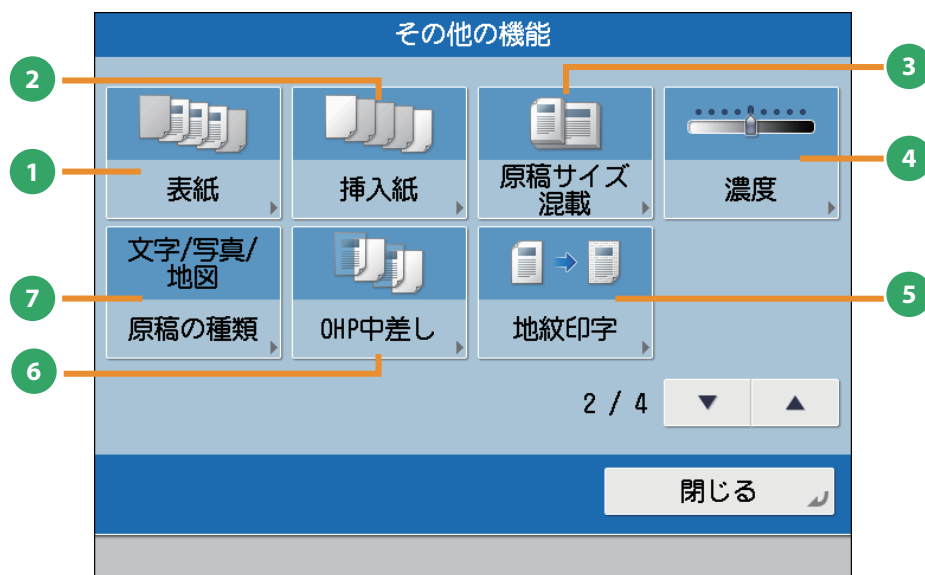 その他の機能
2
3
1
4
表紙
挿入紙
原稿サイズ
混載
濃度
文字/写真/
地図
7
5
原稿の種類
OHP中差し
地紋印字
6
2 / 4
▼
▲
閉じる